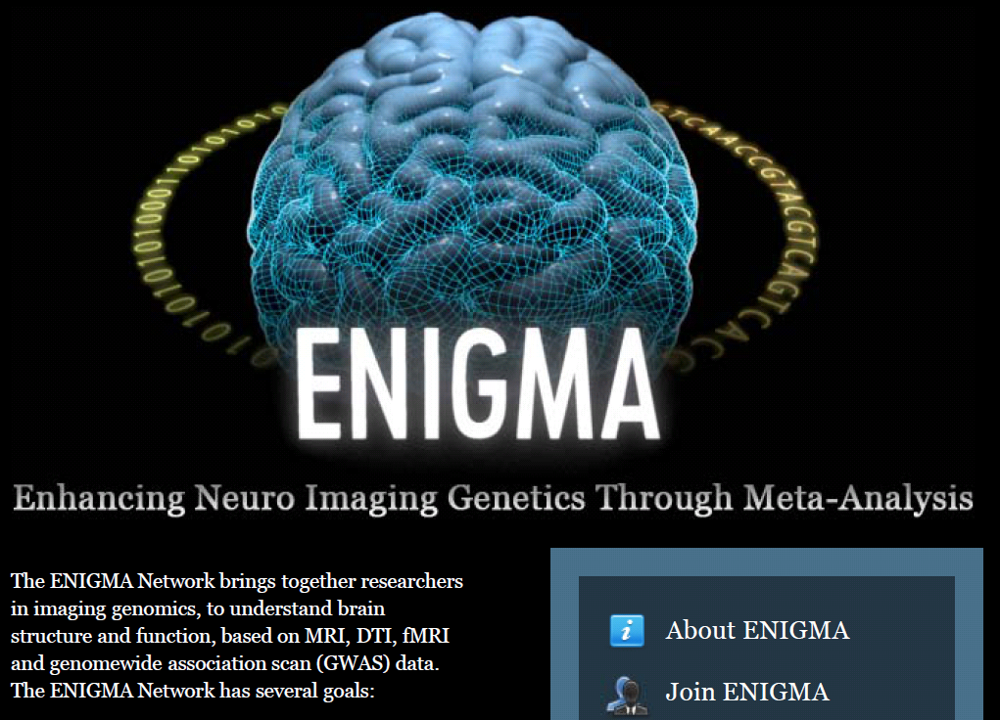 01010101010001101010101010
GTCAACCGTACGTCAGTCACC
ENIGMA
Enhancing Neuro Imaging Genetics Through Meta-Analysis
The ENIGMA Network brings together researchers
in imaging genomics, to understand brain
structure and function, based on MRI, DTI, fMRI
and genomewide association scan (GWAS) data.
The ENIGMA Network has several goals:
About ENIGMA
Join ENIGMA